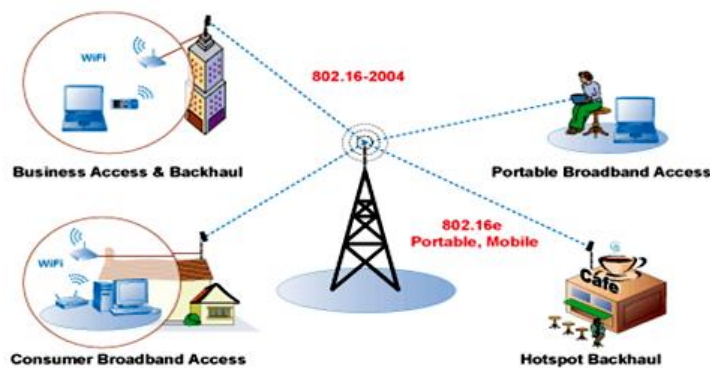 WiFi
802.16-2004
Business Access & Backhaul
Portable Broadband Access
802.16e
Portable, Mobile
WiFi
Cafe
Consumer Broadband Access
Hotspot Backhaul